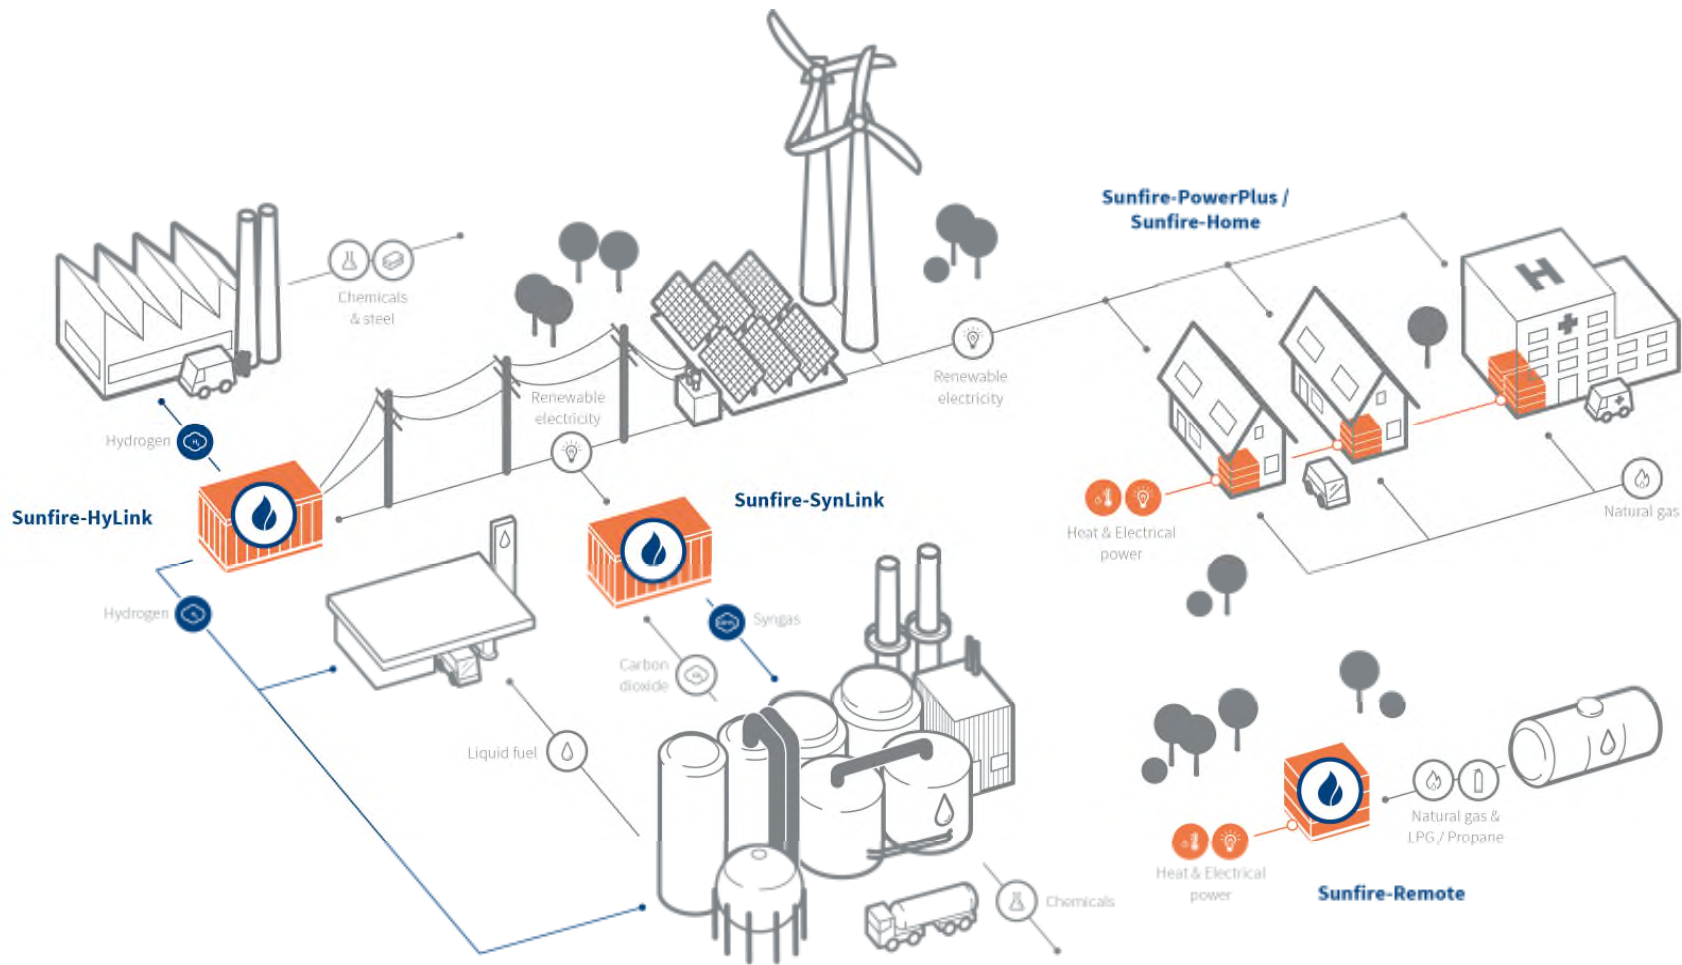 Sunfire-PowerPlus /
Sunfire-Home
Chemicals
& steel
Renewable
electricity
Renewable
electricity
Hydrogen
Sunfire-HyLink
Sunfire-SynLink
Heat & Electrical
power
Natural gas
Hydrogen
Syngas
Carbon
dioxide
Liquid fuel
Natural gas &
LPG / Propane
Heat & Electrical
power
Sunfire-Remote
Chemicals
H